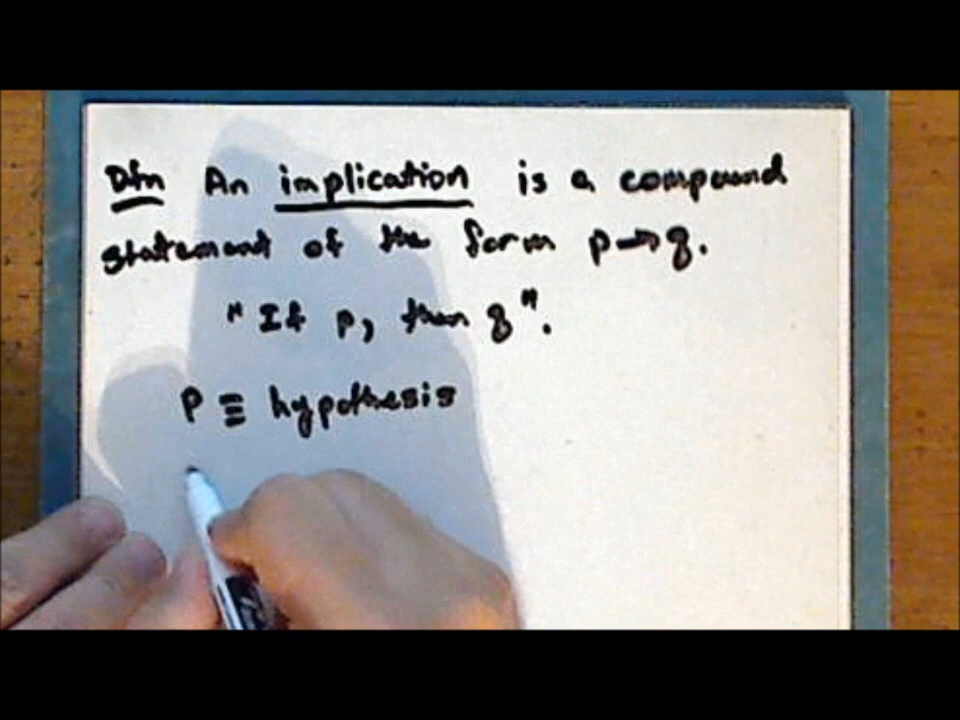 Dfn An implication is a compound
statement of the form p→q.
"If p, then q".
P ≡ hypothesis